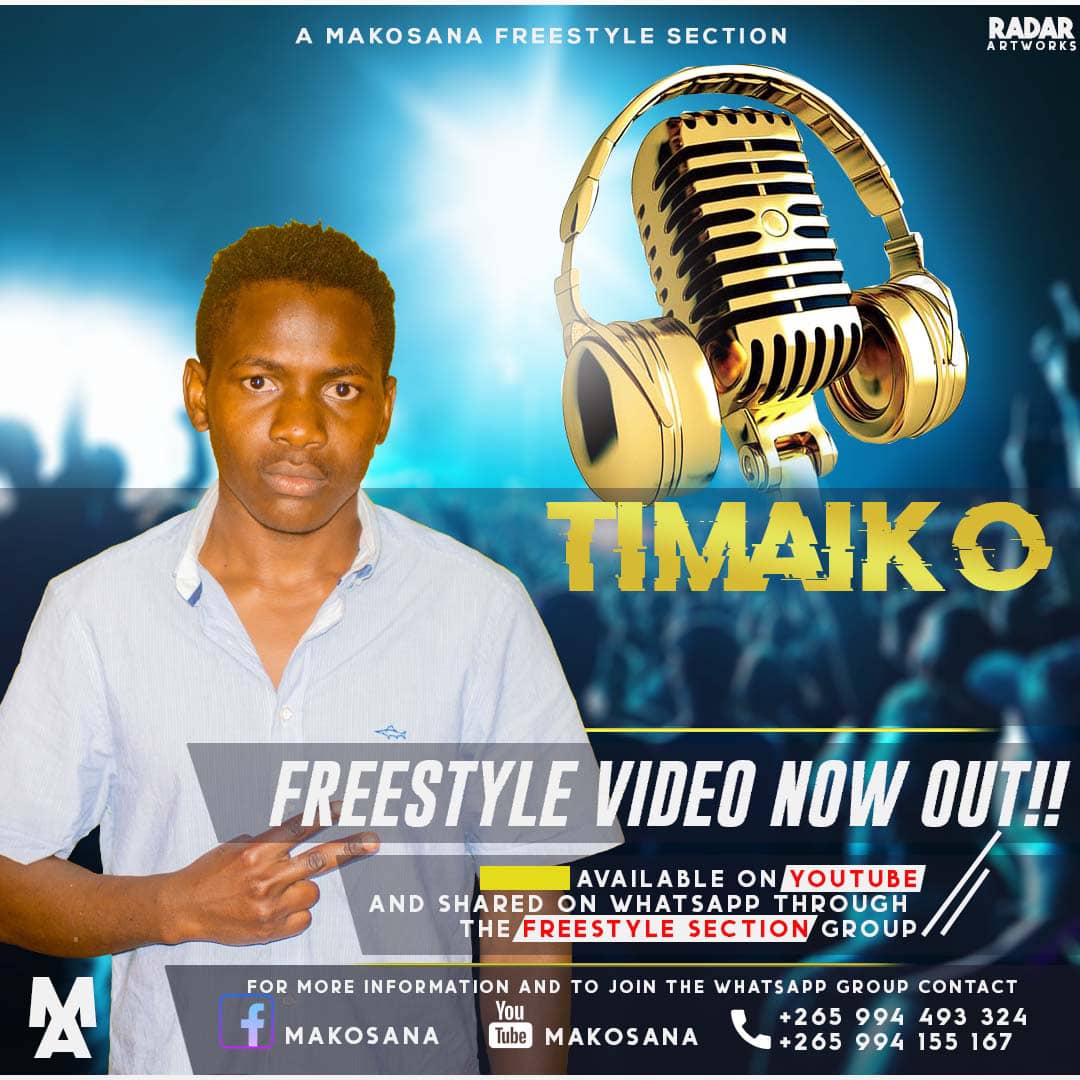 A MAKOSANA FREESTYLE SECTION
RADAR
ARTWORKS
TIMAIKO
FREESTYLE VIDEO NOW OUT!!
AVAILABLE ON YOUTUBE
AND SHARED ON WHATSAPP THROUGH
THE FREESTYLE SECTION GROUP
MA
FOR MORE INFORMATION AND TO JOIN THE WHATSAPP GROUP CONTACT
f MAKOSANA
You
Tube MAKOSANA
+265 994 493 324
+265 994 155 167